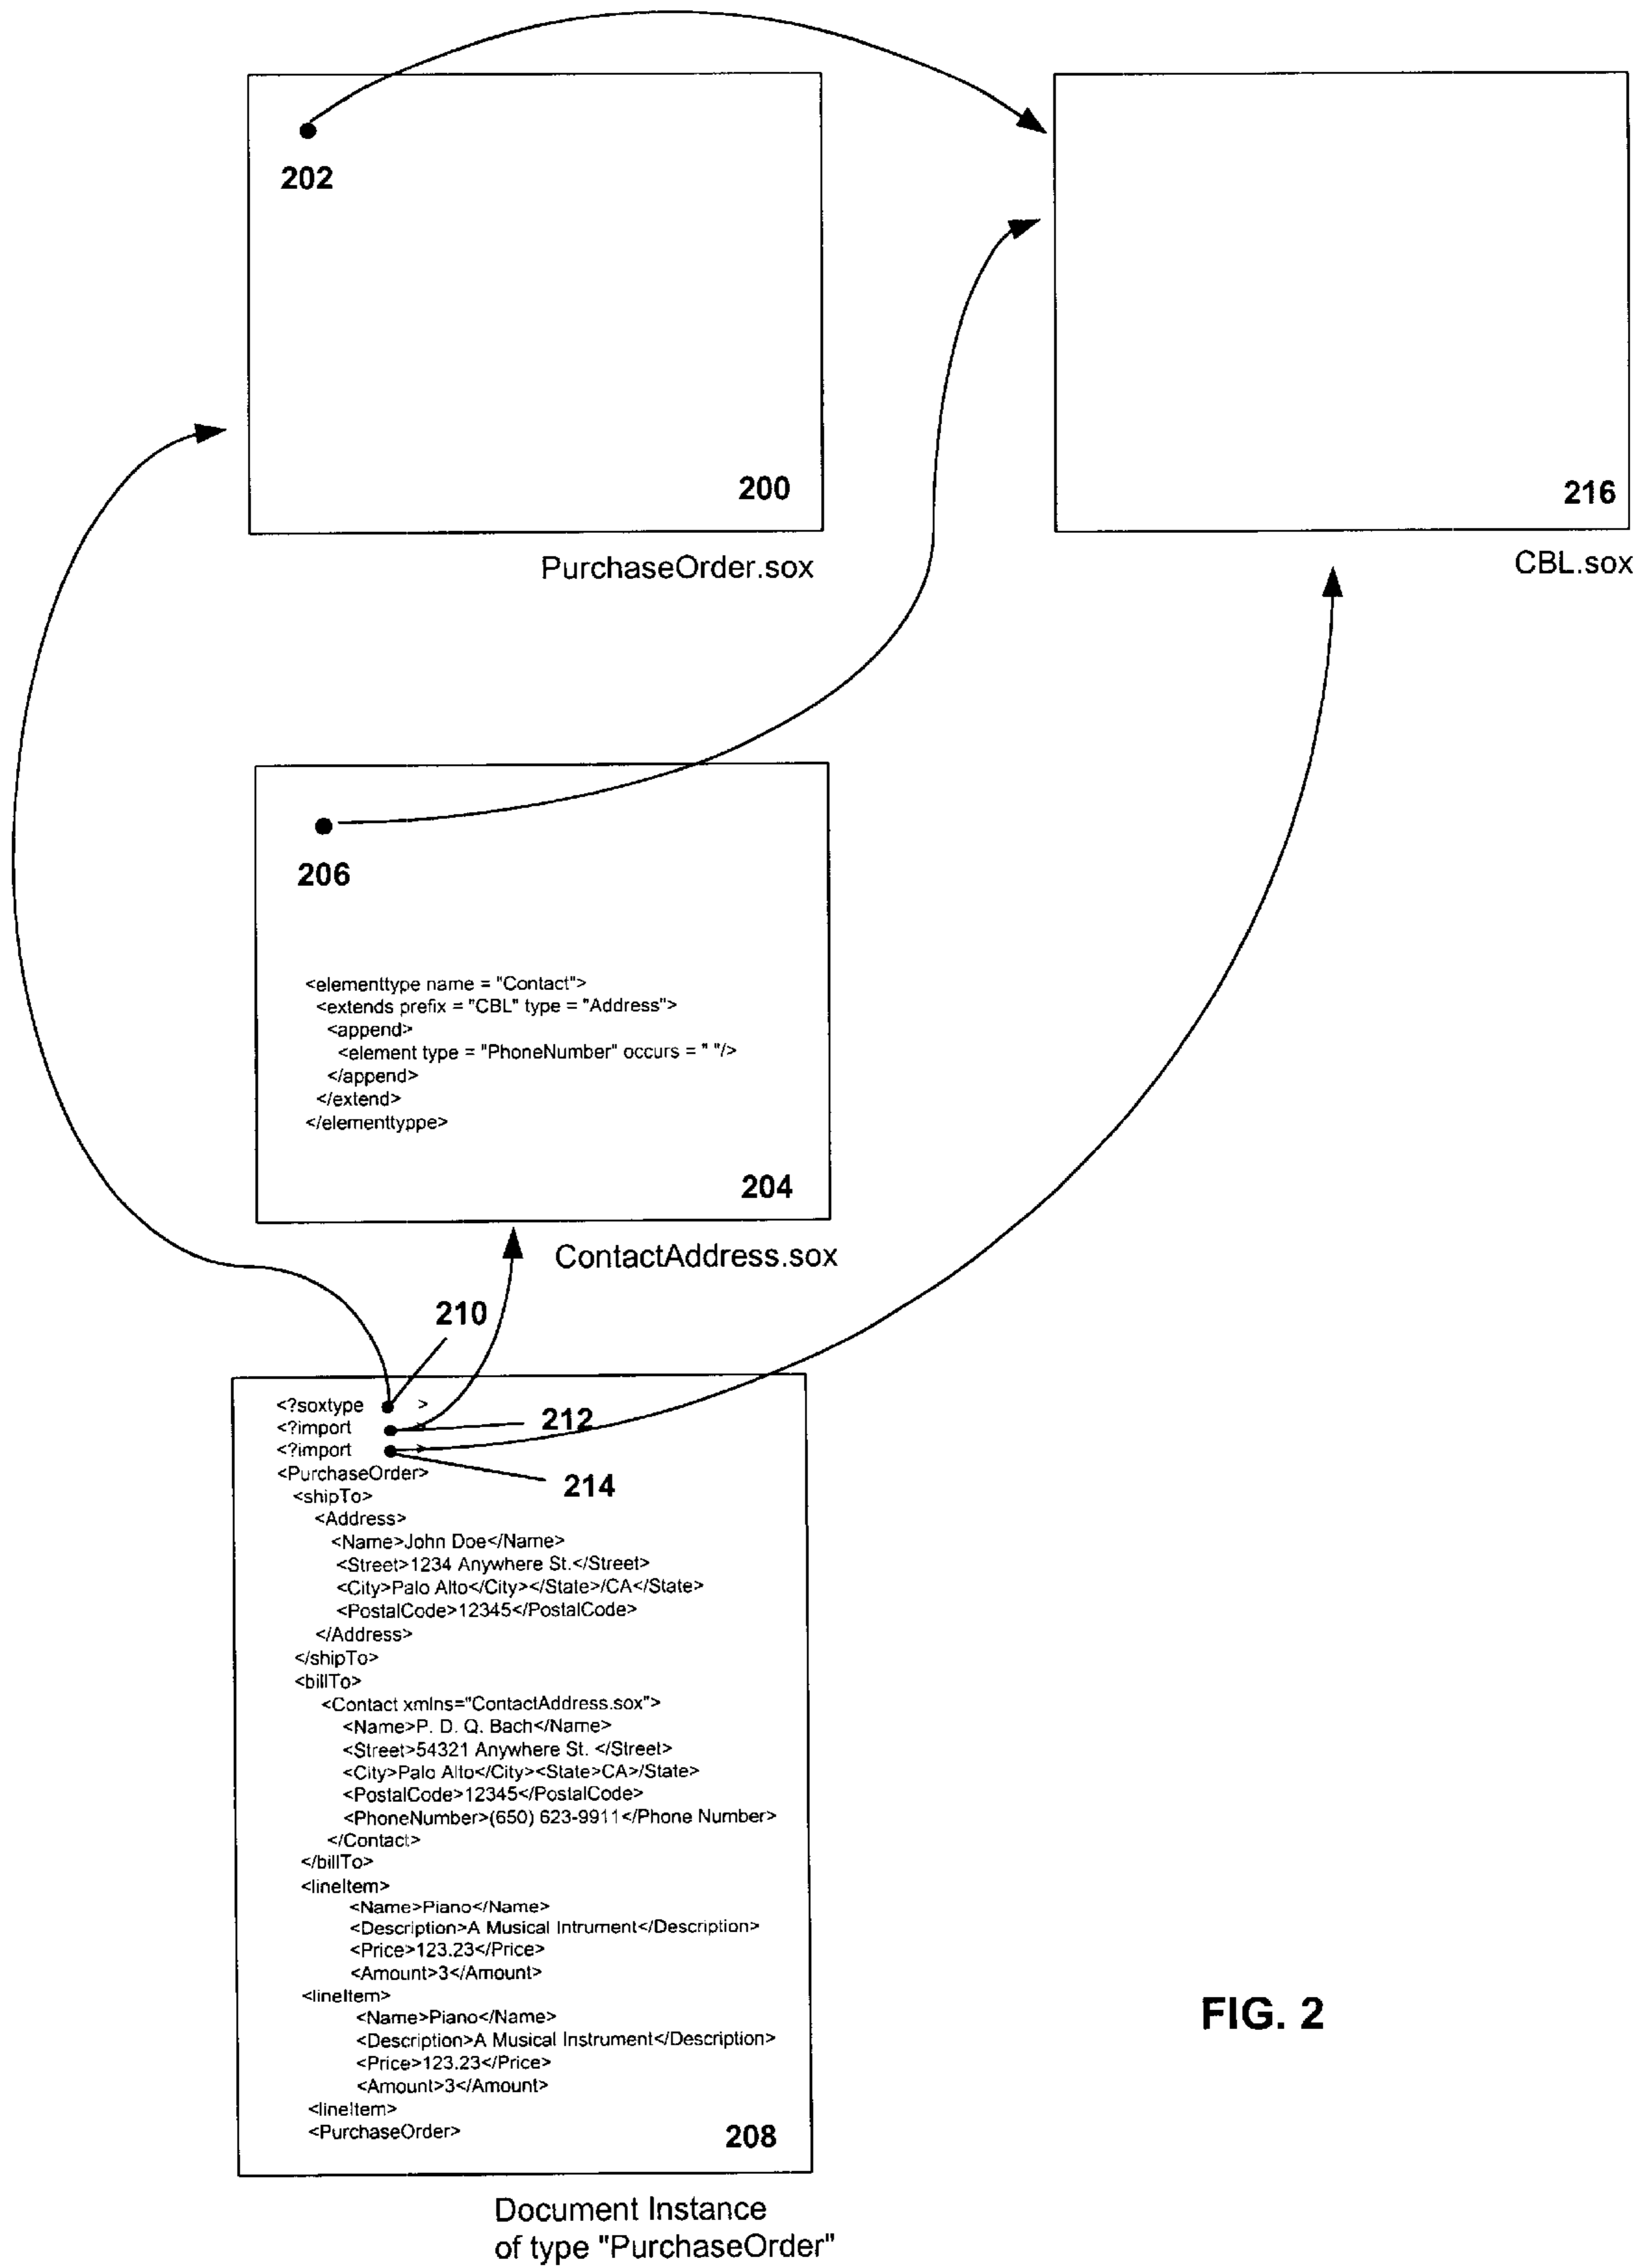 202
200
PurchaseOrder.sox
216
CBL.sox
206
<elementtype name = "Contact">
<extends prefix = "CBL" type = "Address">
<append>
<element type = "PhoneNumber" occurs = " "/>
</append>
</extend>
</elementtyppe>
204
ContactAddress.sox
210
212
214
<?soxtype >
<?import >
<?import >
<PurchaseOrder>
<shipTo>
<Address>
<Name>John Doe</Name>
<Street>1234 Anywhere St.</Street>
<City>Palo Alto</City></State>/CA</State>
<PostalCode>12345</PostalCode>
</Address>
</shipTo>
<billTo>
<Contact xmlns="ContactAddress.sox">
<Name>P. D. Q. Bach</Name>
<Street>54321 Anywhere St. </Street>
<City>Palo Alto</City><State>CA>/State>
<PostalCode>12345</PostalCode>
<PhoneNumber>(650) 623-9911</Phone Number>
</Contact>
</billTo>
<lineItem>
<Name>Piano</Name>
<Description>A Musical Intrument</Description>
<Price>123.23</Price>
<Amount>3</Amount>
<lineItem>
<Name>Piano</Name>
<Description>A Musical Instrument</Description>
<Price>123.23</Price>
<Amount>3</Amount>
<lineItem>
<PurchaseOrder>
208
Document Instance
of type "PurchaseOrder"
FIG. 2